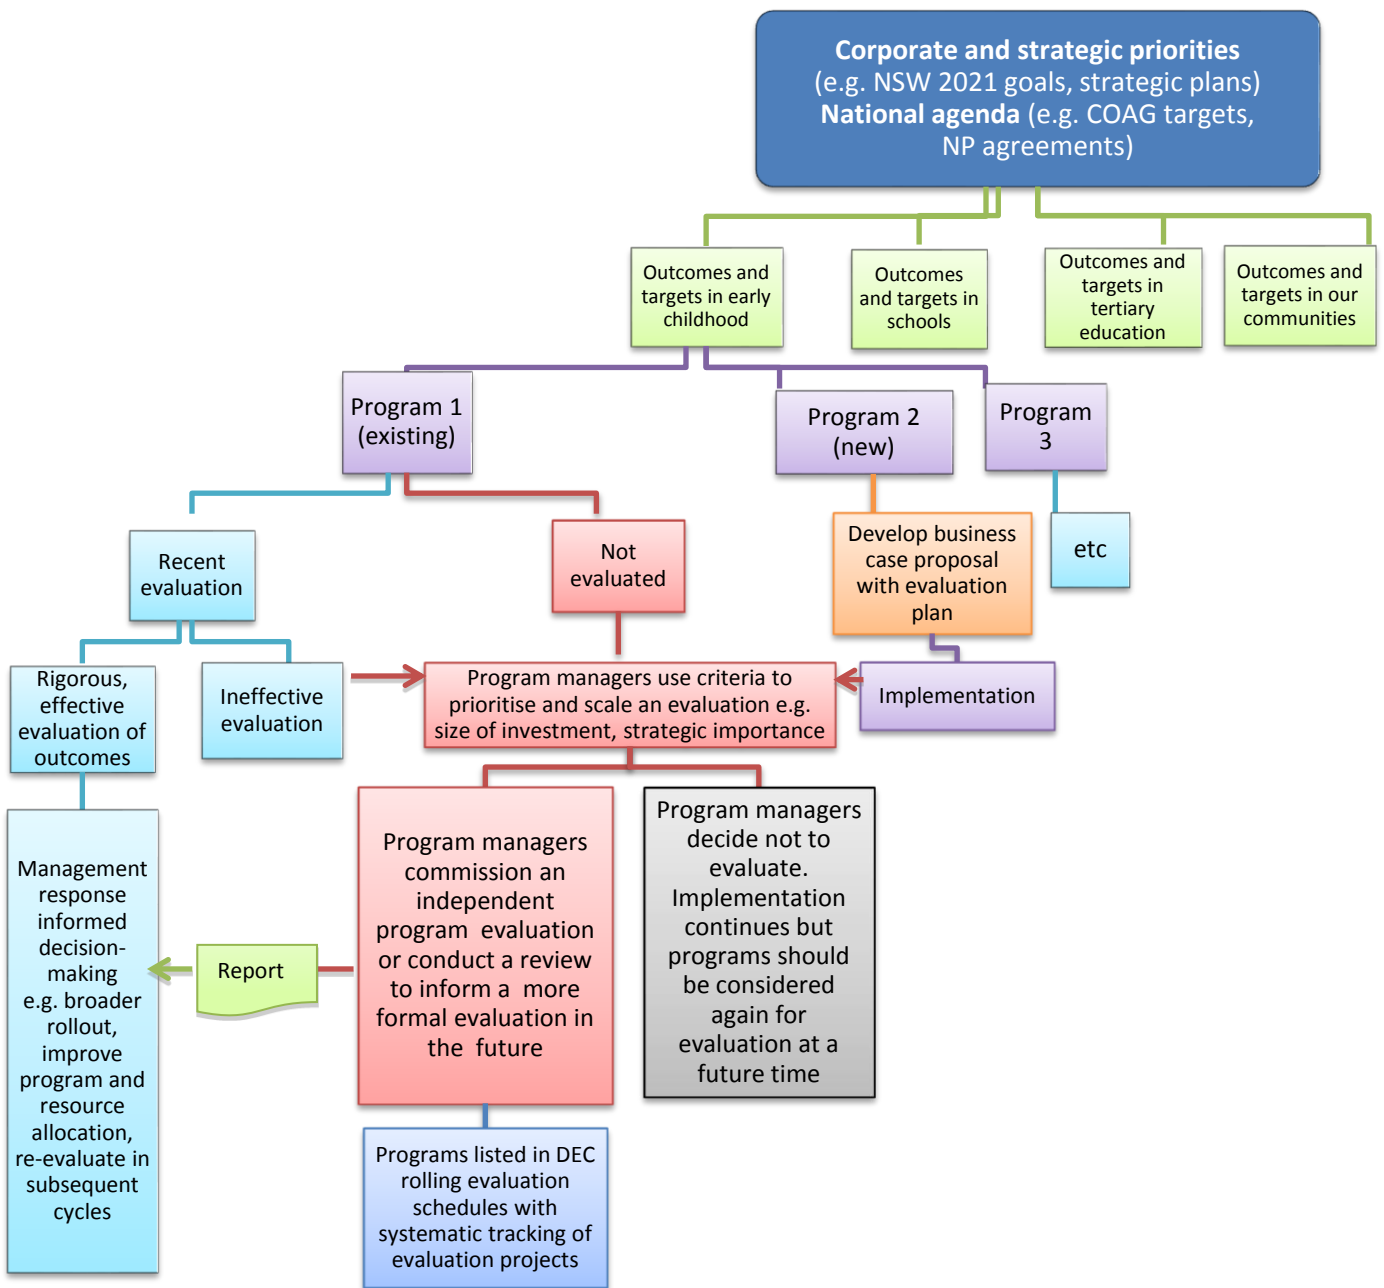 Corporate and strategic priorities
(e.g. NSW 2021 goals, strategic plans)
National agenda (e.g. COAG targets,
NP agreements)
Outcomes and
targets in early
childhood
Outcomes
and targets in
schools
Outcomes and
targets in
tertiary
education
Outcomes and
targets in our
communities
Program 1
(existing)
Program 2
(new)
Program
3
Recent
evaluation
Not
evaluated
Develop business
case proposal
with evaluation
plan
etc
Rigorous,
effective
evaluation of
outcomes
Ineffective
evaluation
Program managers use criteria to
prioritise and scale an evaluation e.g.
size of investment, strategic importance
Implementation
Management
response
informed
decision-
making
e.g. broader
rollout,
improve
program and
resource
allocation,
re-evaluate in
subsequent
cycles
Report
Program managers
commission an
independent
program evaluation
or conduct a review
to inform a more
formal evaluation in
the future
Program managers
decide not to
evaluate.
Implementation
continues but
programs should
be considered
again for
evaluation at a
future time
Programs listed in DEC
rolling evaluation
schedules with
systematic tracking of
evaluation projects